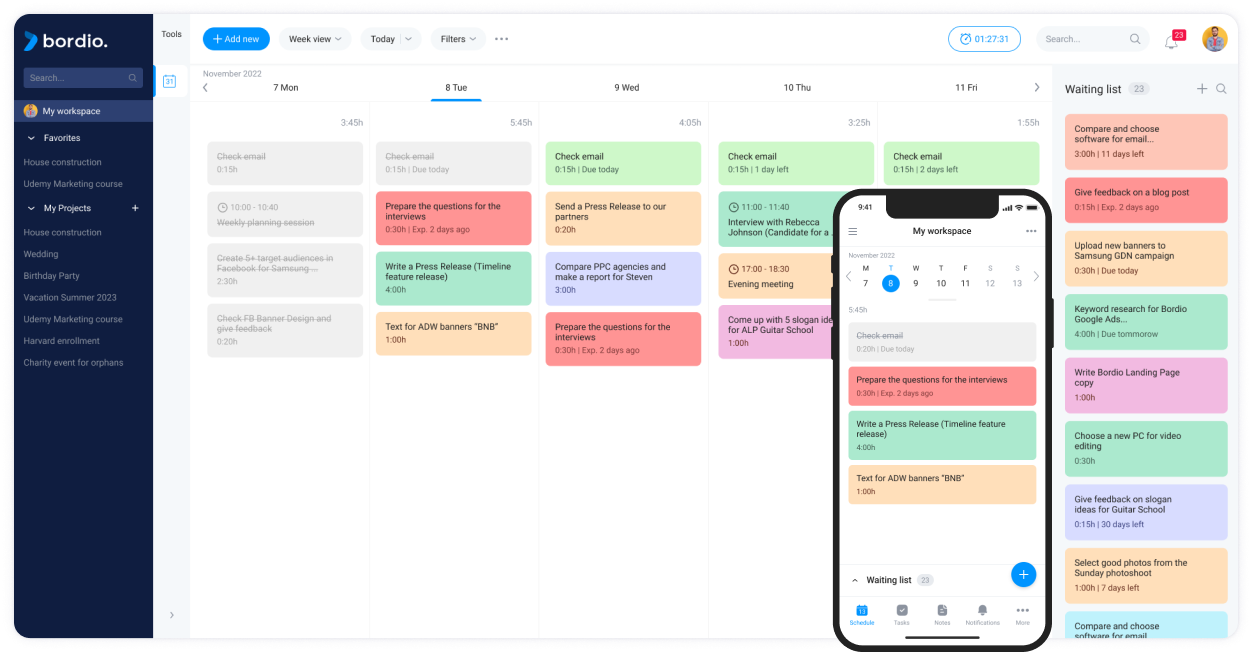 bordio.
Search...
My workspace
Favorites
House construction
Udemy Marketing course
My Projects
+
House construction
Wedding
Birthday Party
Vacation Summer 2023
Udemy Marketing course
Harvard enrollment
Charity event for orphans
Tools
31
+ Add new
Week view
Today
Filters
01:27:31
Search...
23
November 2022
7 Mon
8 Tue
9 Wed
10 Thu
11 Fri
3:45h
Check email
0:15h
10:00 - 10:40
Weekly planning session
Create 5+ target audiences in
Facebook for Samsung ...
2:30h
Check FB Banner Design and
give feedback
0:20h
5:45h
Check email
0:15h | Due today
Prepare the questions for the
interviews
0:30h | Exp. 2 days ago
Write a Press Release (Timeline
feature release)
4:00h
Text for ADW banners “BNB”
1:00h
4:05h
Check email
0:15h | Due today
Send a Press Release to our
partners
0:20h
Compare PPC agencies and
make a report for Steven
3:00h
Prepare the questions for the
interviews
0:30h | Exp. 2 days ago
3:25h
Check email
0:15h | 1 day left
11:00 - 11:40
Interview with Rebecca
Johnson (Candidate for a
17:00 - 18:30
Evening meeting
Come up with 5 slogan
for ALP Guitar School
1:00h
1:55h
Check email
0:15h | 2 days left
9:41
My workspace
November 2022
M T W T F S S
7 8 9 10 11 12 13
5:45h
Check email
0:20h | Due today
Prepare the questions for the interviews
0:30h | Exp. 2 days ago
Write a Press Release (Timeline feature
release)
4:00h
Text for ADW banners “BNB”
1:00h
Waiting list 23
+
13
Schedule
Tasks
Notes
Notifications
More
Waiting list 23
+
Compare and choose
software for email...
3:00h | 11 days left
Give feedback on a blog post
0:15h | Exp. 2 days ago
Upload new banners to
Samsung GDN campaign
0:30h | Due today
Keyword research for Bordio
Google Ads...
4:00h | Due tommorow
Write Bordio Landing Page
copy
1:00h
Choose a new PC for video
editing
0:30h
Give feedback on slogan
ideas for Guitar School
0:15h | 30 days left
Select good photos from the
Sunday photoshoot
1:00h | 7 days left
Compare and choose
software for email